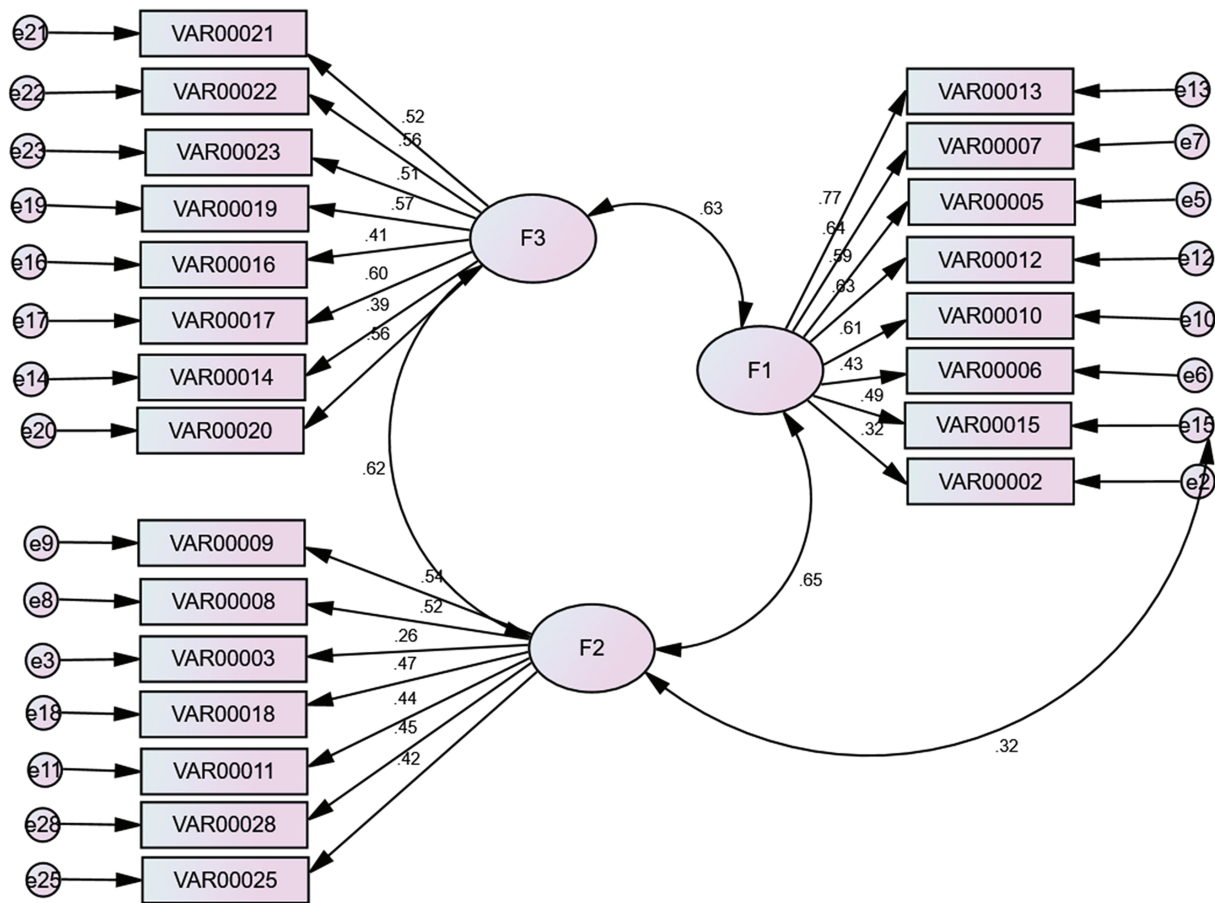 e21 VAR00021
e22 VAR00022
e23 VAR00023
e19 VAR00019
e16 VAR00016
e17 VAR00017
e14 VAR00014
e20 VAR00020
.52
.56
.51
.57
.41
.60
.39
.56
F3
.63
VAR00013 e13
VAR00007 e7
VAR00005 e5
VAR00012 e12
VAR00010 e10
VAR00006 e6
VAR00015 e15
VAR00002 e2
.77
.64
.59
.63
.61
.43
.49
.32
F1
.62
.65
e9 VAR00009
e8 VAR00008
e3 VAR00003
e18 VAR00018
e11 VAR00011
e28 VAR00028
e25 VAR00025
.54
.52
.26
.47
.44
.45
.42
F2
.32